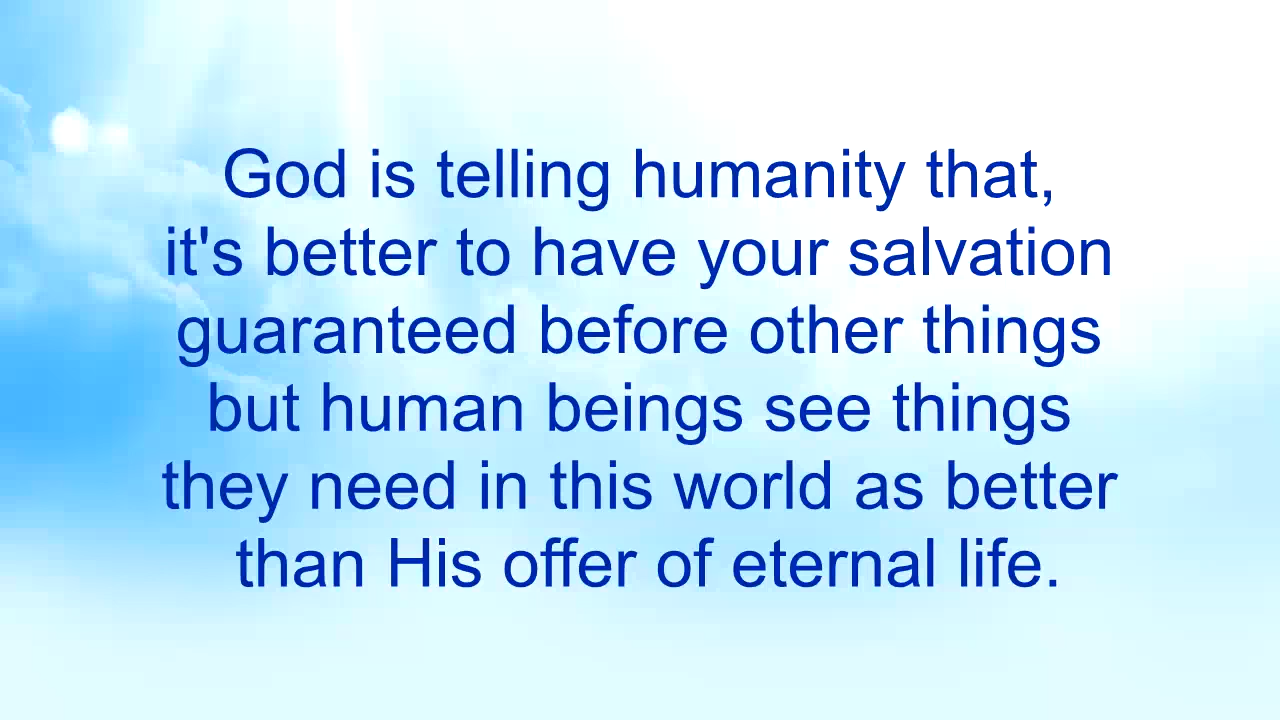 God is telling humanity that,
it's better to have your salvation
guaranteed before other things
but human beings see things
they need in this world as better
than His offer of eternal life.